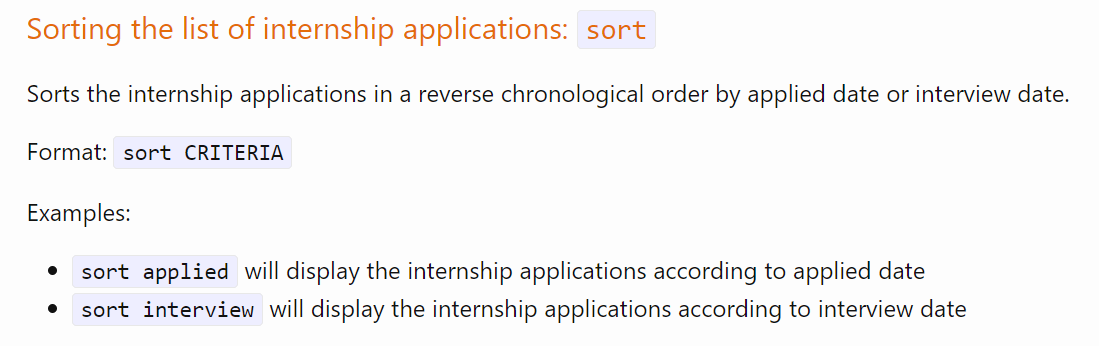 Sorting the list of internship applications: sort
Sorts the internship applications in a reverse chronological order by applied date or interview date.
Format: sort CRITERIA
Examples:
• sort applied will display the internship applications according to applied date
• sort interview will display the internship applications according to interview date